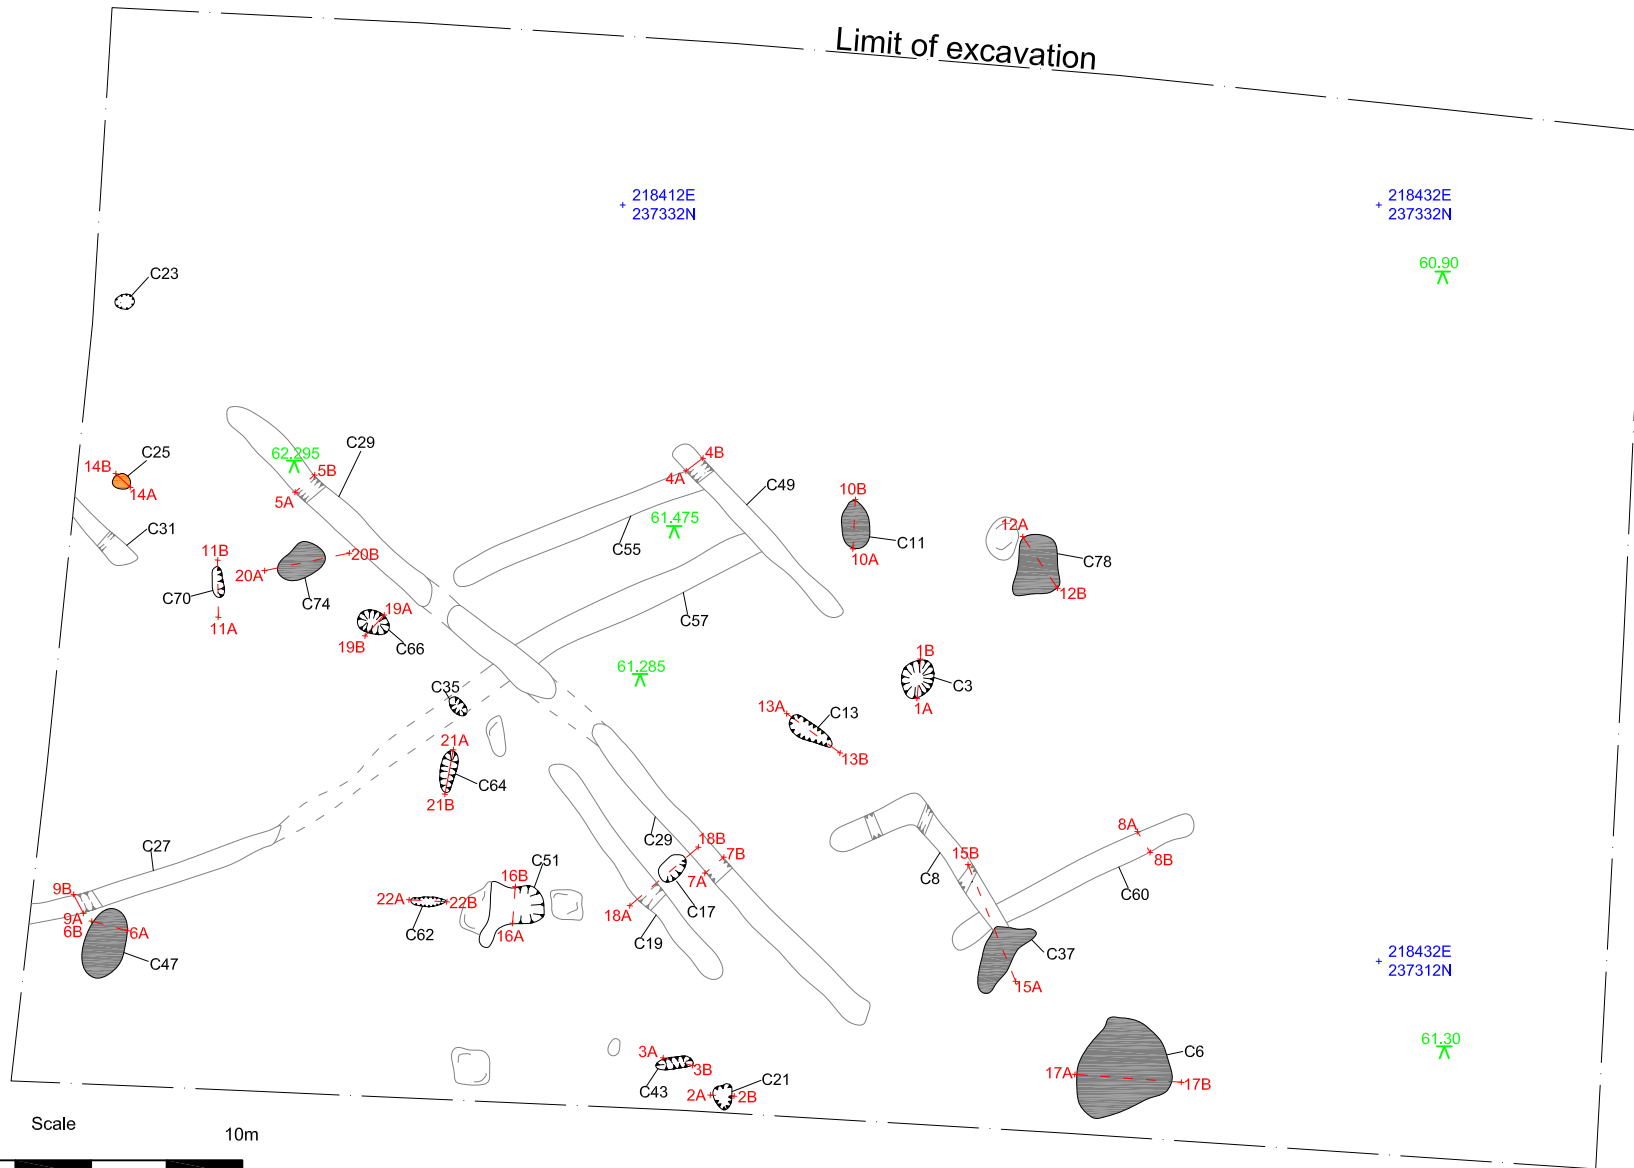 Limit of excavation
218412E
237332N
218432E
237332N
60.90
C23
C29
62.295
5B
5A
14B
C25
14A
C31
4B
4A
C49
61.475
C55
10B
C11
10A
12A
C78
12B
11B
C70
11A
20A
20B
C74
19A
19B
C66
C57
61.285
1B
C3
1A
C35
13A
C13
13B
21A
C64
21B
C27
9B
9A
6B
6A
C47
C29
18B
7B
7A
C17
18A
C19
C51
16B
16A
22A
22B
C62
15B
C8
8A
8B
C60
C37
15A
218432E
237312N
61.30
3A
3B
C43
C21
2A
2B
C6
17A
17B
Scale
10m